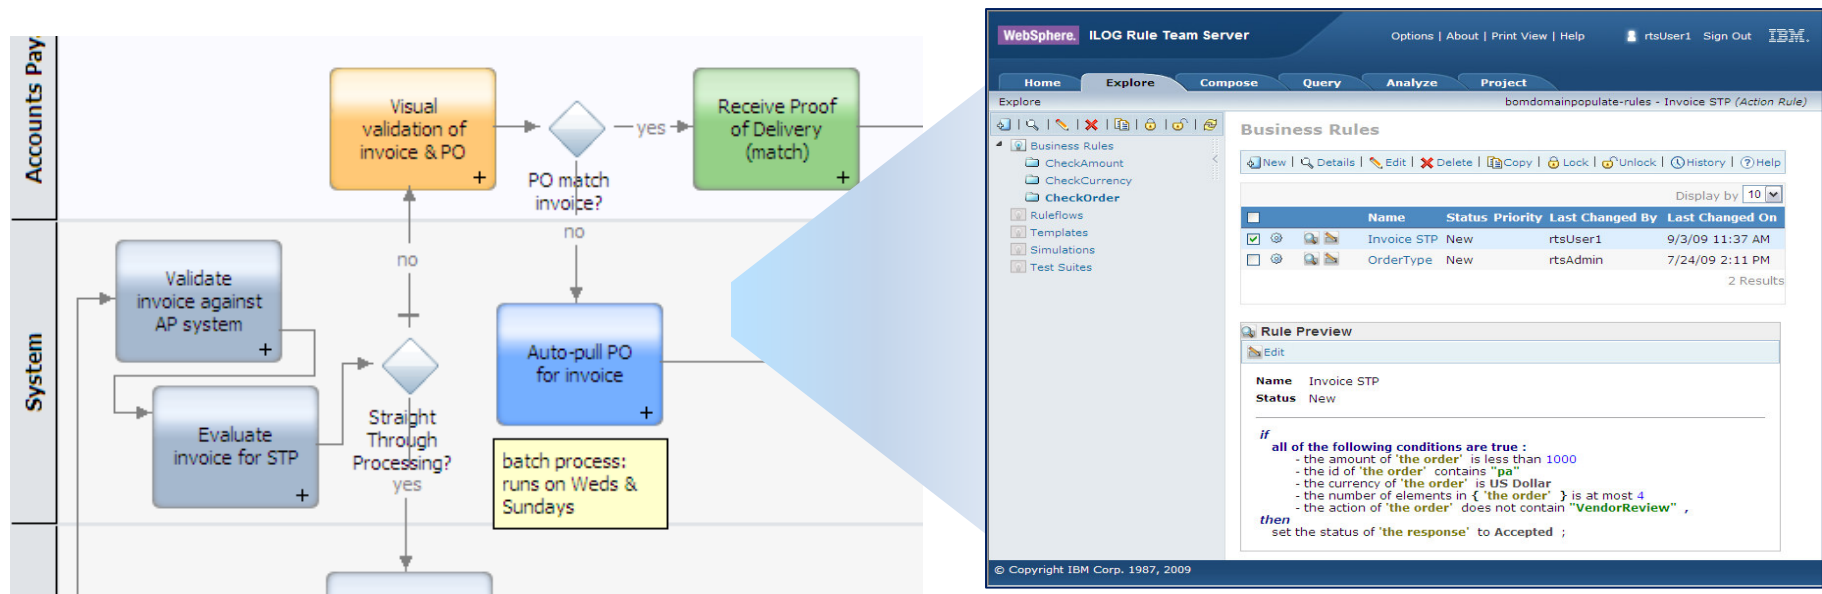 Accounts Pay
Visual
validation of
invoice & PO
+
PO match
invoice?
yes
no
Receive Proof
of Delivery
(match)
+
System
Validate
invoice against
AP system
+
Evaluate
invoice for STP
+
no
Straight
Through
Processing?
yes
Auto-pull PO
for invoice
+
batch process:
runs on Weds &
Sundays
WebSphere. ILOG Rule Team Server
Options | About | Print View | Help rtsUser1 Sign Out IBM.
Home Explore Compose Query Analyze Project
Explore bomdomainpopulate-rules - Invoice STP (Action Rule)
Business Rules
CheckAmount
CheckCurrency
CheckOrder
Ruleflows
Templates
Simulations
Test Suites
Business Rules
New | Details | Edit | Delete | Copy | Lock | Unlock | History | Help
Display by 10
Name Status Priority Last Changed By Last Changed On
Invoice STP New rtsUser1 9/3/09 11:37 AM
OrderType New rtsAdmin 7/24/09 2:11 PM
2 Results
Rule Preview
Edit
Name Invoice STP
Status New
if
all of the following conditions are true :
- the amount of 'the order' is less than 1000
- the id of 'the order' contains "pa"
- the currency of 'the order' is US Dollar
- the number of elements in { 'the order' } is at most 4
- the action of 'the order' does not contain "VendorReview" ,
then
set the status of 'the response' to Accepted ;
© Copyright IBM Corp. 1987, 2009